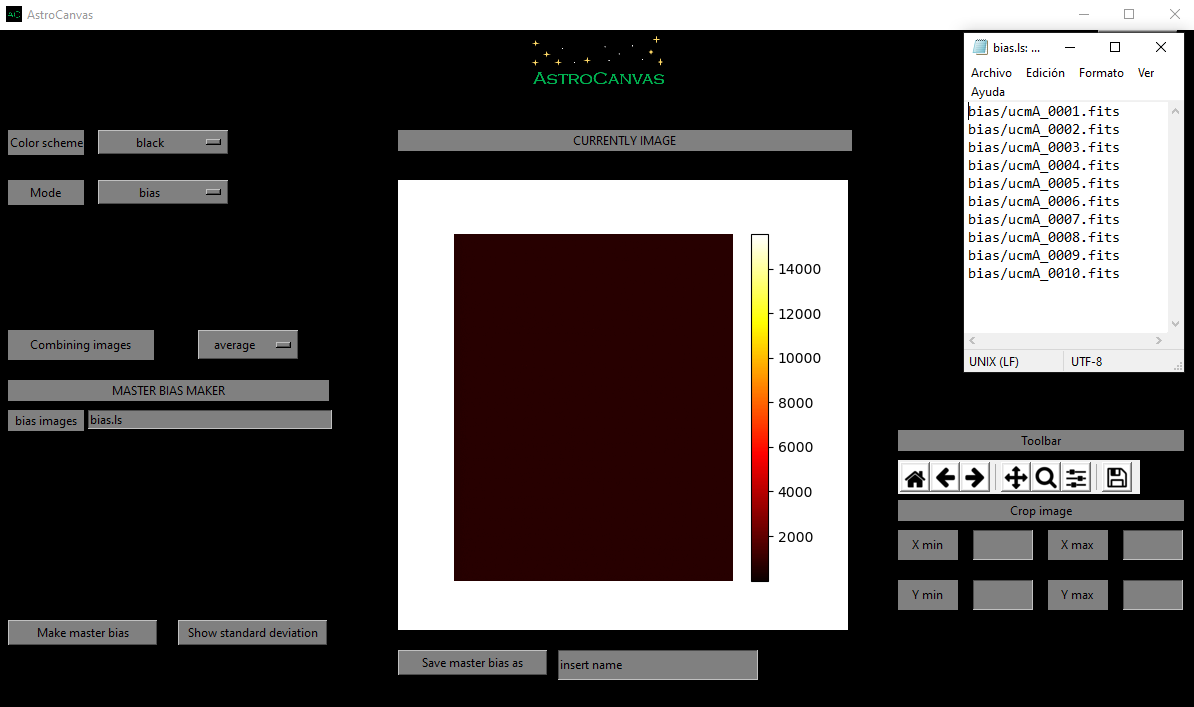 AC AstroCanvas
ASTROCANVAS
Color scheme black
Mode bias
Combining images average
MASTER BIAS MAKER
bias images bias.ls
Make master bias Show standard deviation
CURRENTLY IMAGE
14000
12000
10000
8000
6000
4000
2000
Save master bias as insert name
bias.ls: ...
Archivo Edición Formato Ver
Ayuda
bias/ucmA_0001.fits
bias/ucmA_0002.fits
bias/ucmA_0003.fits
bias/ucmA_0004.fits
bias/ucmA_0005.fits
bias/ucmA_0006.fits
bias/ucmA_0007.fits
bias/ucmA_0008.fits
bias/ucmA_0009.fits
bias/ucmA_0010.fits
UNIX (LF) UTF-8
Toolbar
Crop image
X min X max
Y min Y max